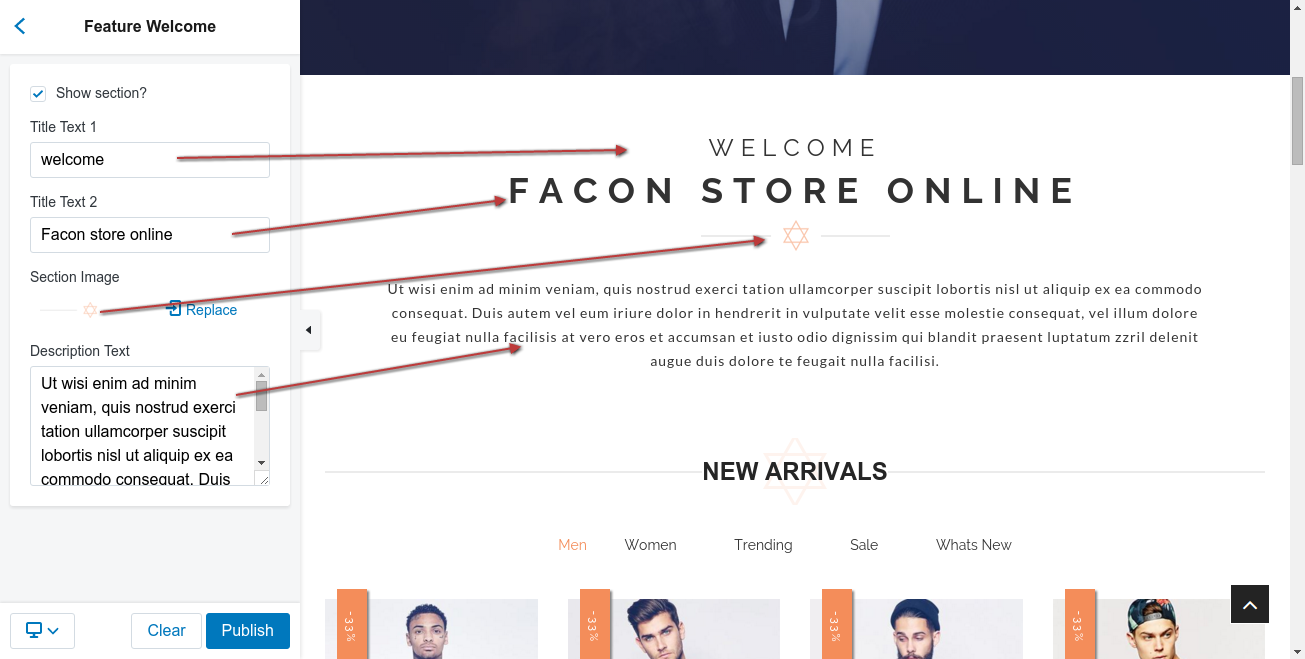 Feature Welcome
Show section?
Title Text 1
welcome
Title Text 2
Facon store online
Section Image
Replace
Description Text
Ut wisi enim ad minim
veniam, quis nostrud exerci
tation ullamcorper suscipit
lobortis nisl ut aliquip ex ea
commodo consequat. Duis
Clear
Publish
WELCOME
FACON STORE ONLINE
Ut wisi enim ad minim veniam, quis nostrud exerci tation ullamcorper suscipit lobortis nisl ut aliquip ex ea commodo
consequat. Duis autem vel eum iriure dolor in hendrerit in vulputate velit esse molestie consequat, vel illum dolore
eu feugiat nulla facilisis at vero eros et accumsan et iusto odio dignissim qui blandit praesent luptatum zzril delenit
augue duis dolore te feugait nulla facilisi.
NEW ARRIVALS
Men Women Trending Sale Whats New
-33% -33% -33% -33%